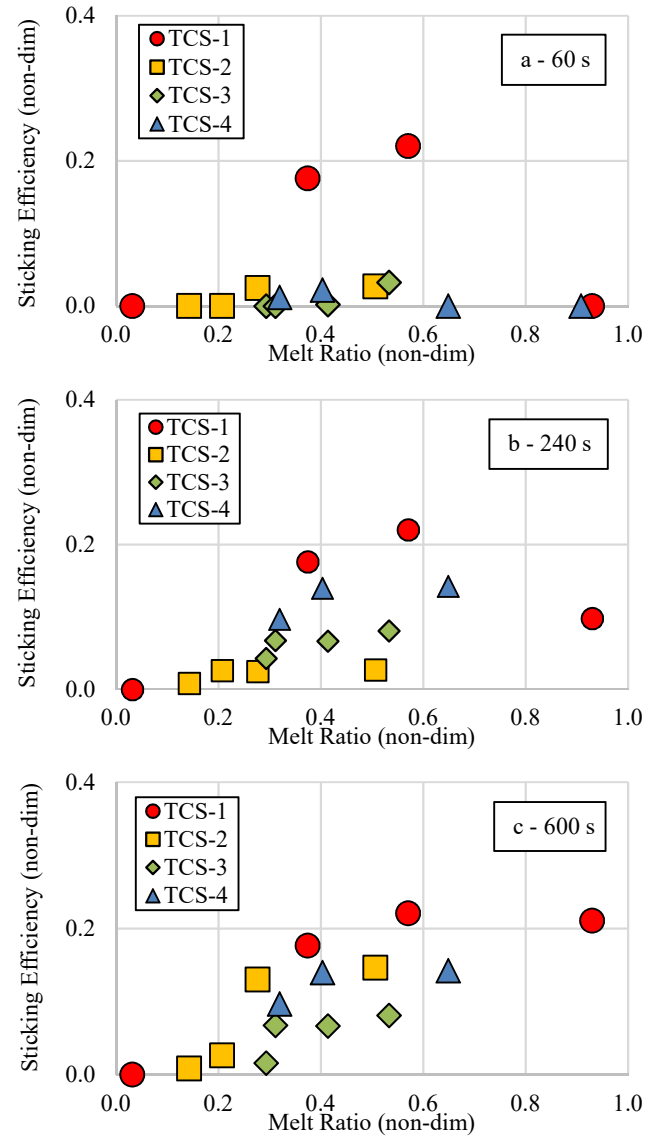 0.4
TCS-1
TCS-2
TCS-3
TCS-4
a - 60 s
0.2
0.0
0.0 0.2 0.4 0.6 0.8 1.0
Melt Ratio (non-dim)
Sticking Efficiency (non-dim)
0.4
TCS-1
TCS-2
TCS-3
TCS-4
b - 240 s
0.2
0.0
0.0 0.2 0.4 0.6 0.8 1.0
Melt Ratio (non-dim)
Sticking Efficiency (non-dim)
0.4
TCS-1
TCS-2
TCS-3
TCS-4
c - 600 s
0.2
0.0
0.0 0.2 0.4 0.6 0.8 1.0
Melt Ratio (non-dim)
Sticking Efficiency (non-dim)